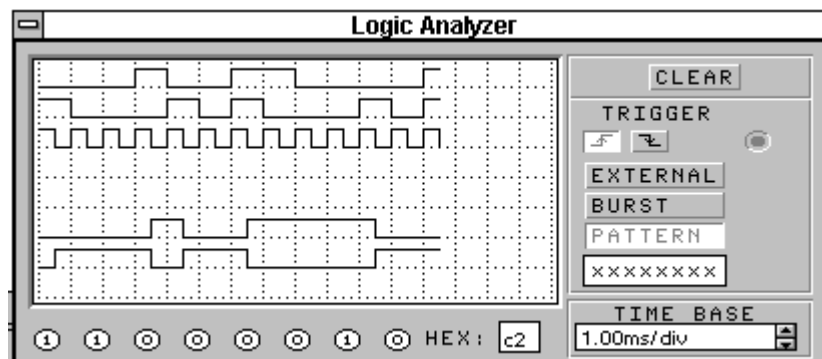 Logic Analyzer
CLEAR
TRIGGER
EXTERNAL
BURST
PATTERN
xxxxxxxx
1 1 0 0 0 0 1 0 HEX: c2
TIME BASE
1.00ms/div